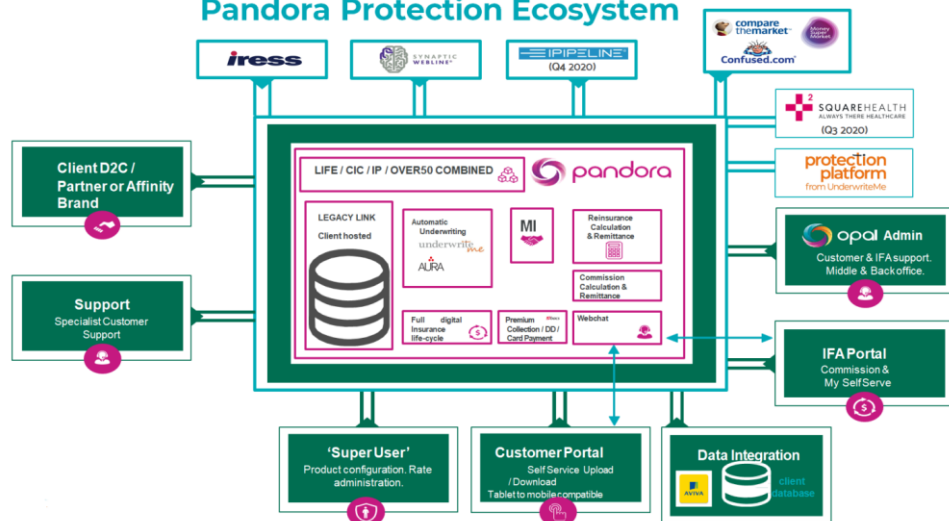 Pandora Protection Ecosystem
iress
SYNAPTIC
WEBLINE
IPIPELINE
(Q4 2020)
compare
themarket
Money
Super
Market
Confused.com
2
SQUAREHEALTH
ALWAYS THERE HEALTHCARE
(Q3 2020)
protection
platform
from UnderwriteMe
Client D2C /
Partner or Affinity
Brand
Support
Specialist Customer
Support
LIFE / CIC / IP / OVER50 COMBINED
pandora
LEGACY LINK
Client hosted
Automatic
Underwriting
underwrite
me
AURA
MI
Reinsurance
Calculation
& Remittance
Commission
Calculation &
Remittance
Full digital
Insurance
life-cycle
Premium
Collection / DD /
Card Payment
Webchat
opal Admin
Customer & IFA support.
Middle & Backoffice.
IFA Portal
Commission &
My SelfServe
'Super User'
Product configuration. Rate
administration.
Customer Portal
Self Service Upload
/ Download
Tablet to mobile compatible
Data Integration
AVIVA
client
database